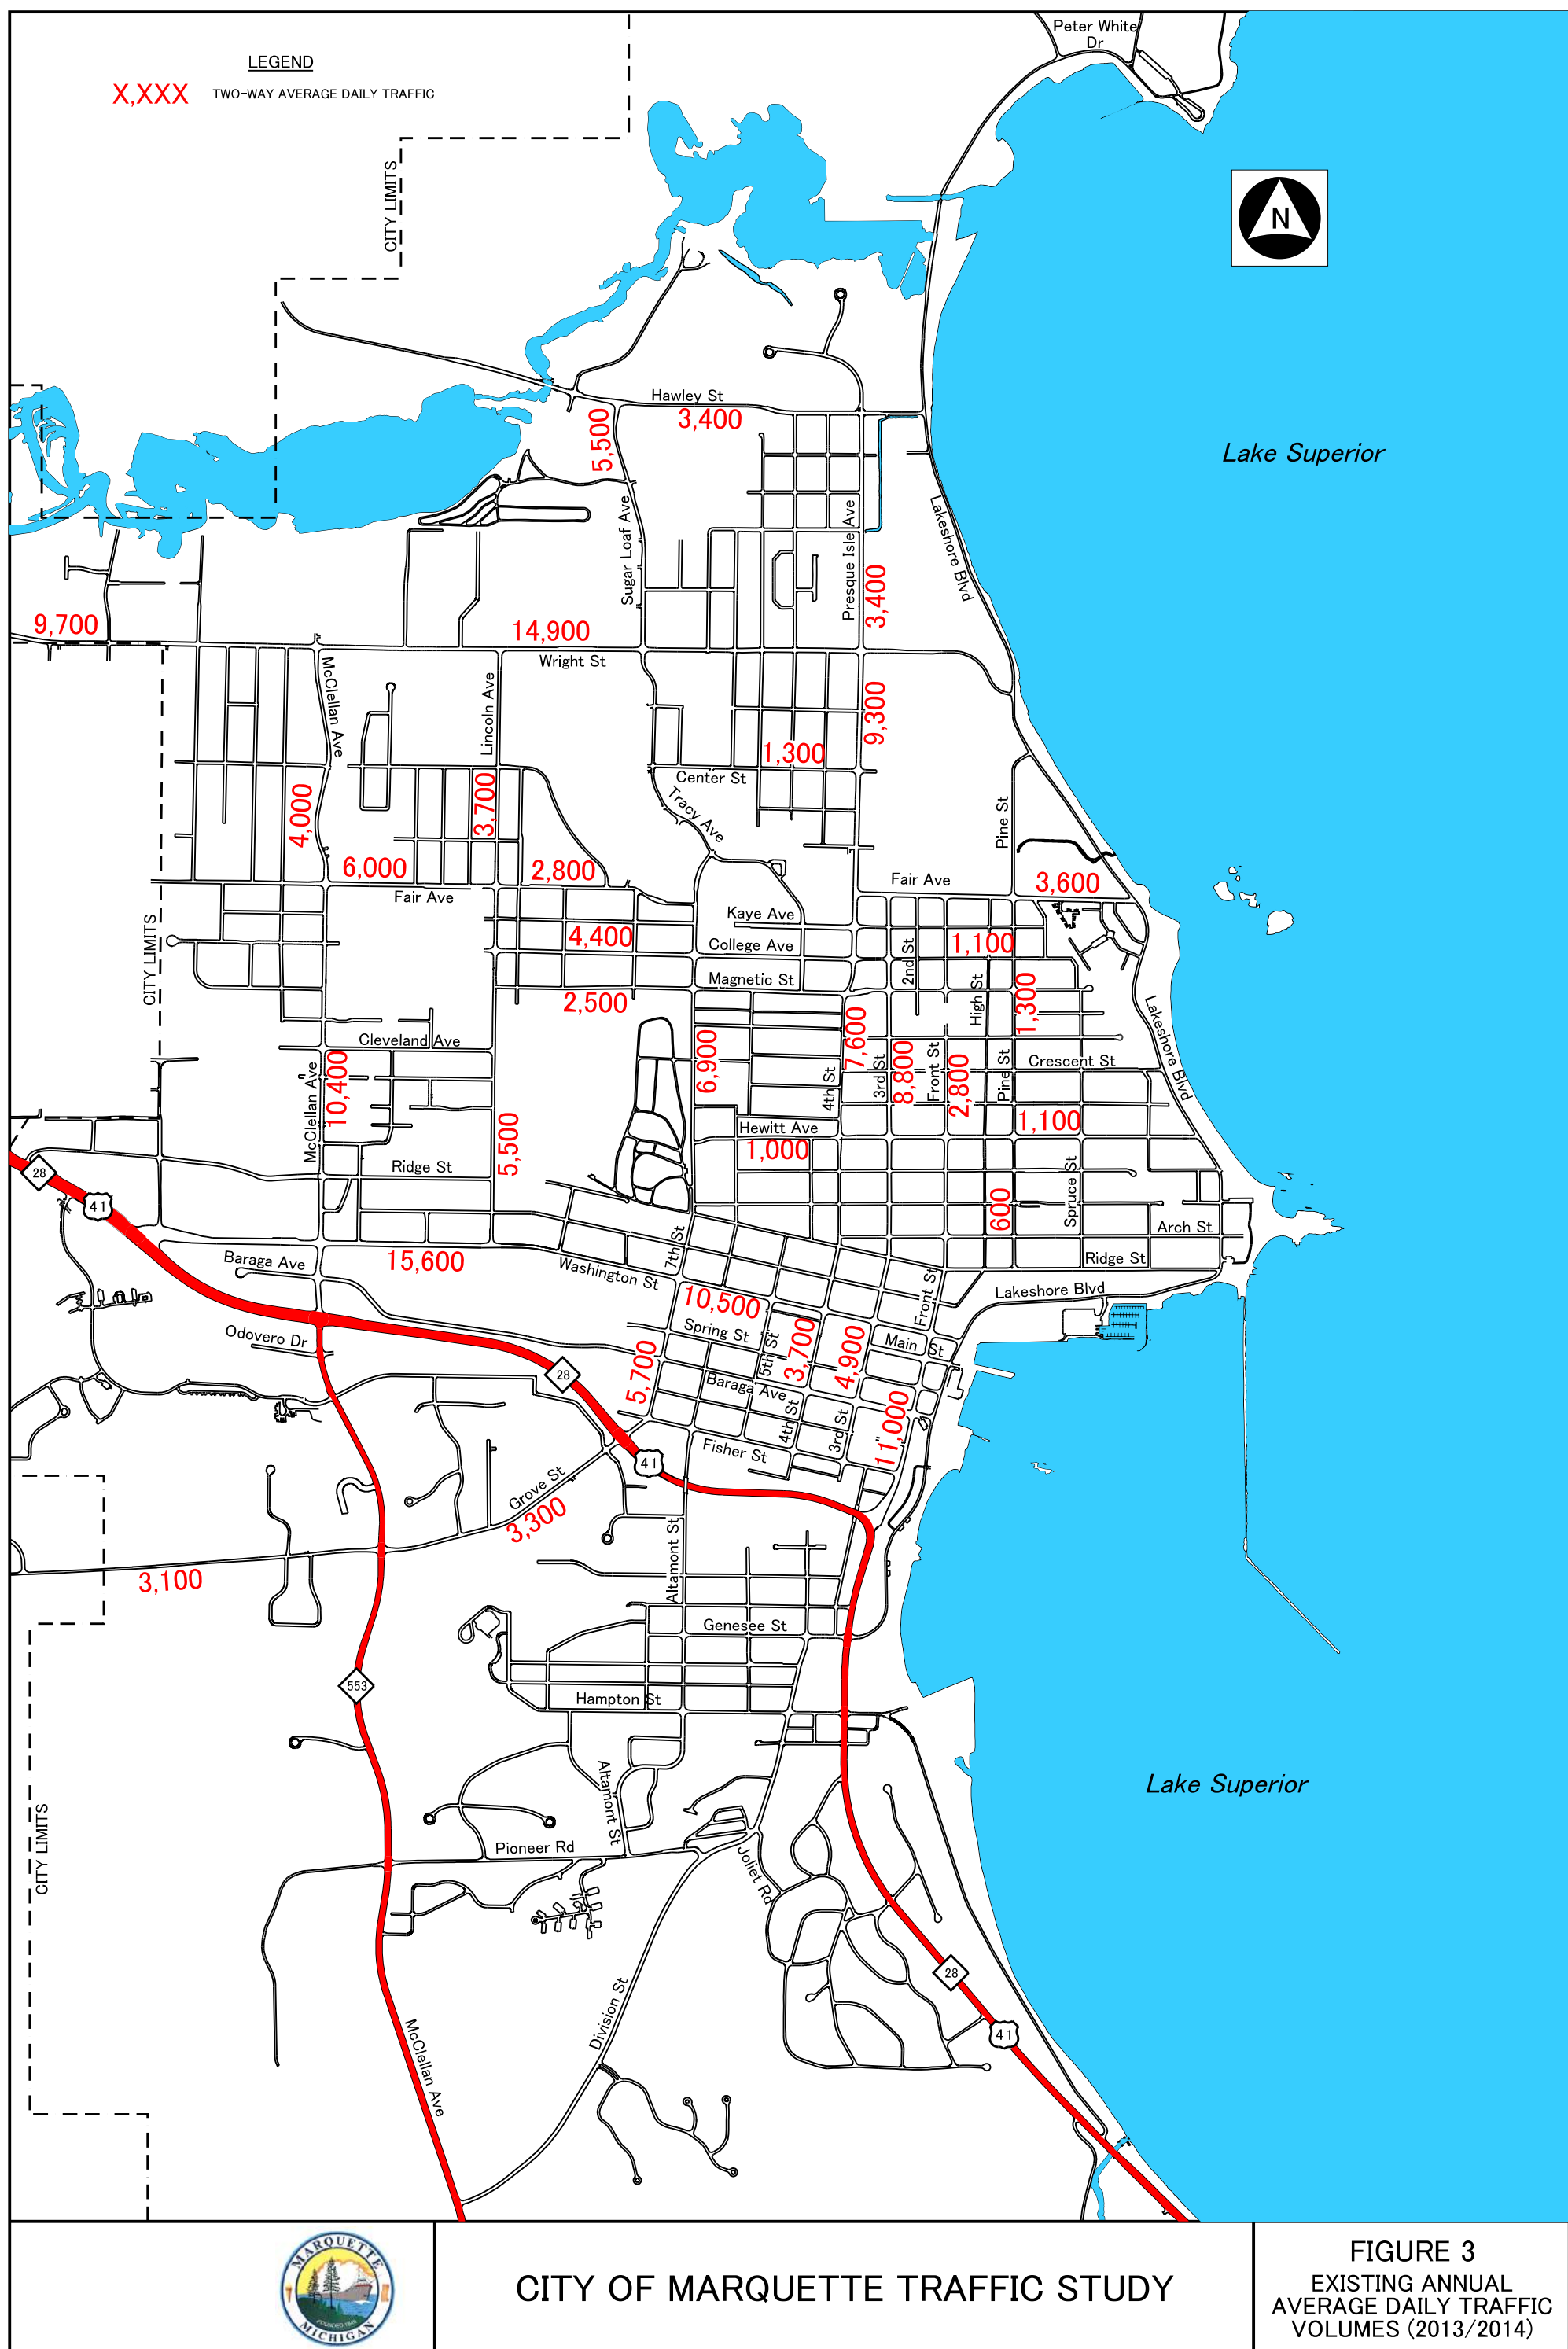 Peter White
Dr
LEGEND
X,XXX TWO-WAY AVERAGE DAILY TRAFFIC
CITY LIMITS
N
Hawley St
3,400
5,500
Lake Superior
Sugar Loaf Ave
Presque Isle Ave
Lakeshore Blvd
3,400
9,700
14,900
Wright St
McClellan Ave
Lincoln Ave
9,300
1,300
Center St
Tracy Ave
4,000
3,700
Pine St
6,000
2,800
Fair Ave
Fair Ave
3,600
Kaye Ave
CITY LIMITS
4,400
College Ave
2nd St
1,100
Magnetic St
High St
1,300
2,500
Lakeshore Blvd
Cleveland Ave
7,600
6,900
McClellan Ave
10,400
4th St
3rd St
8,800
Front St
2,800
Pine St
Crescent St
5,500
Hewitt Ave
1,100
1,000
Ridge St
28
41
600
Spruce St
Arch St
7th St
Baraga Ave
15,600
Washington St
Ridge St
Front St
Lakeshore Blvd
10,500
Spring St
Odovero Dr
5th St
3,700
4,900
Main St
28
5,700
Baraga Ave
4th St
3rd St
11,000
Fisher St
41
Grove St
3,300
Altamont St
3,100
Genesee St
553
Hampton St
Lake Superior
Altamont St
CITY LIMITS
Pioneer Rd
Joliet Rd
28
Division St
41
McClellan Ave
MARQUETTE
FOUNDED 1849
MICHIGAN
CITY OF MARQUETTE TRAFFIC STUDY
FIGURE 3
EXISTING ANNUAL
AVERAGE DAILY TRAFFIC
VOLUMES (2013/2014)